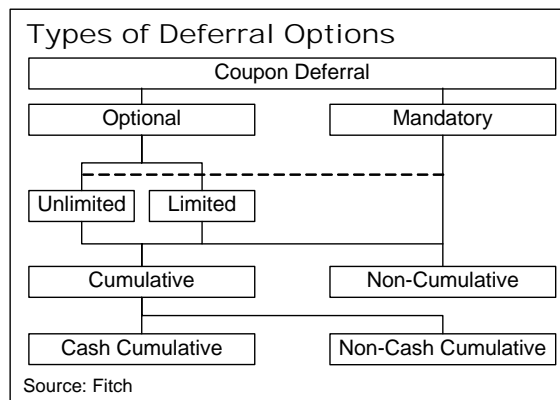 Types of Deferral Options
Coupon Deferral
Optional
Mandatory
Unlimited
Limited
Cumulative
Non-Cumulative
Cash Cumulative
Non-Cash Cumulative
Source: Fitch